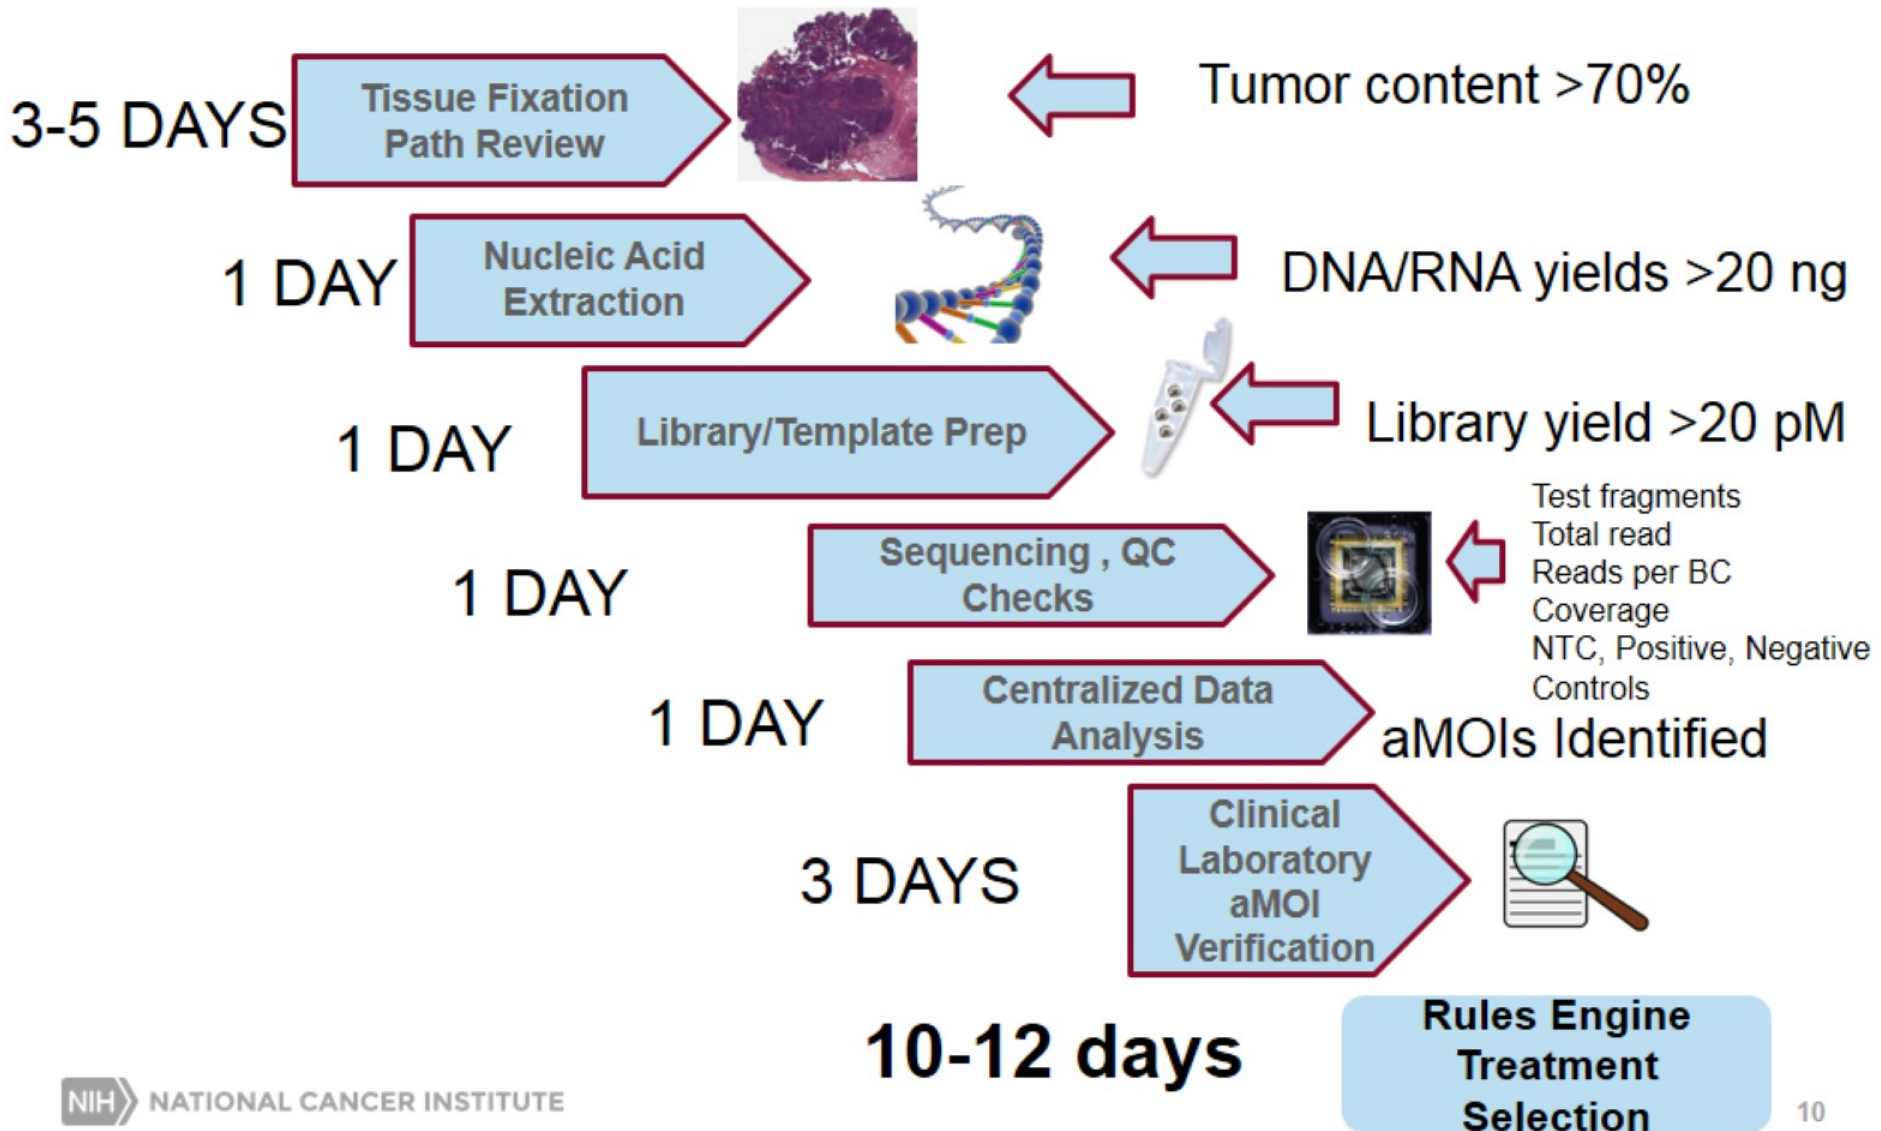 3-5 DAYS
Tissue Fixation
Path Review
Tumor content >70%
1 DAY
Nucleic Acid
Extraction
DNA/RNA yields >20 ng
1 DAY
Library/Template Prep
Library yield >20 pM
1 DAY
Sequencing , QC
Checks
Test fragments
Total read
Reads per BC
Coverage
NTC, Positive, Negative
Controls
1 DAY
Centralized Data
Analysis
aMOIs Identified
3 DAYS
Clinical
Laboratory
aMOI
Verification
10-12 days
Rules Engine
Treatment
Selection
NIH NATIONAL CANCER INSTITUTE
10